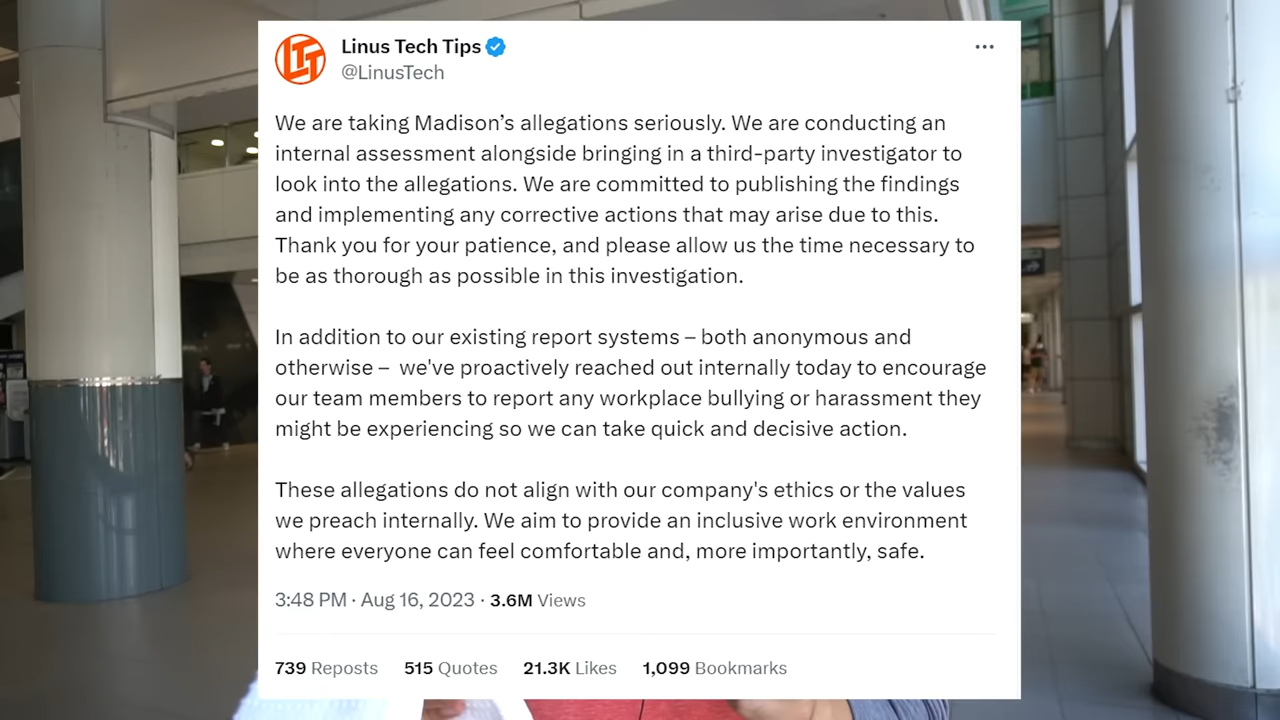 LTT
Linus Tech Tips
@LinusTech
We are taking Madison’s allegations seriously. We are conducting an
internal assessment alongside bringing in a third-party investigator to
look into the allegations. We are committed to publishing the findings
and implementing any corrective actions that may arise due to this.
Thank you for your patience, and please allow us the time necessary to
be as thorough as possible in this investigation.
In addition to our existing report systems – both anonymous and
otherwise –  we've proactively reached out internally today to encourage
our team members to report any workplace bullying or harassment they
might be experiencing so we can take quick and decisive action.
These allegations do not align with our company's ethics or the values
we preach internally. We aim to provide an inclusive work environment
where everyone can feel comfortable and, more importantly, safe.
3:48 PM · Aug 16, 2023 · 3.6M Views
739 Reposts 515 Quotes 21.3K Likes 1,099 Bookmarks